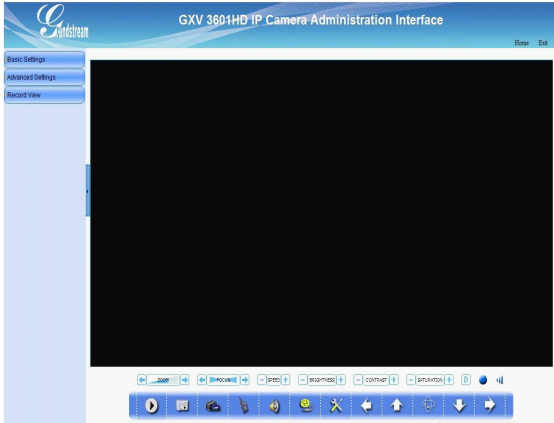 Grandstream
GXV 3601HD IP Camera Administration Interface
Home Exit
Basic Settings
Advanced Settings
Record View
ZOOM FOCUS - SPEED + - BRIGHTNESS + - CONTRAST + - SATURATION + D